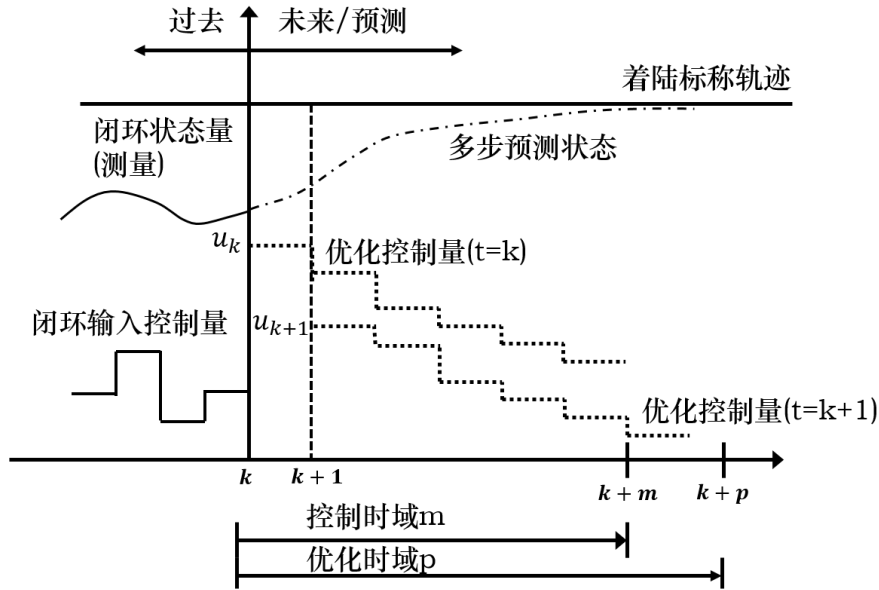 过去
未来/预测
着陆标称轨迹
闭环状态量
(测量)
多步预测状态
u_k
优化控制量(t=k)
闭环输入控制量
u_{k+1}
优化控制量(t=k+1)
k
k + 1
k + m
k + p
控制时域m
优化时域p